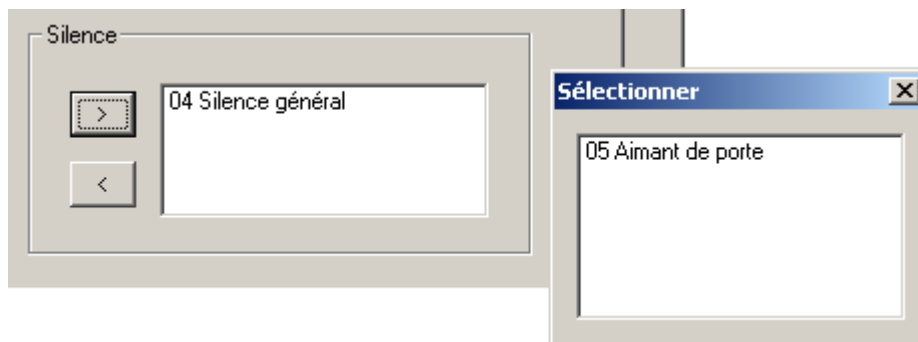 Silence
>
04 Silence général
<
Sélectionner
05 Aimant de porte